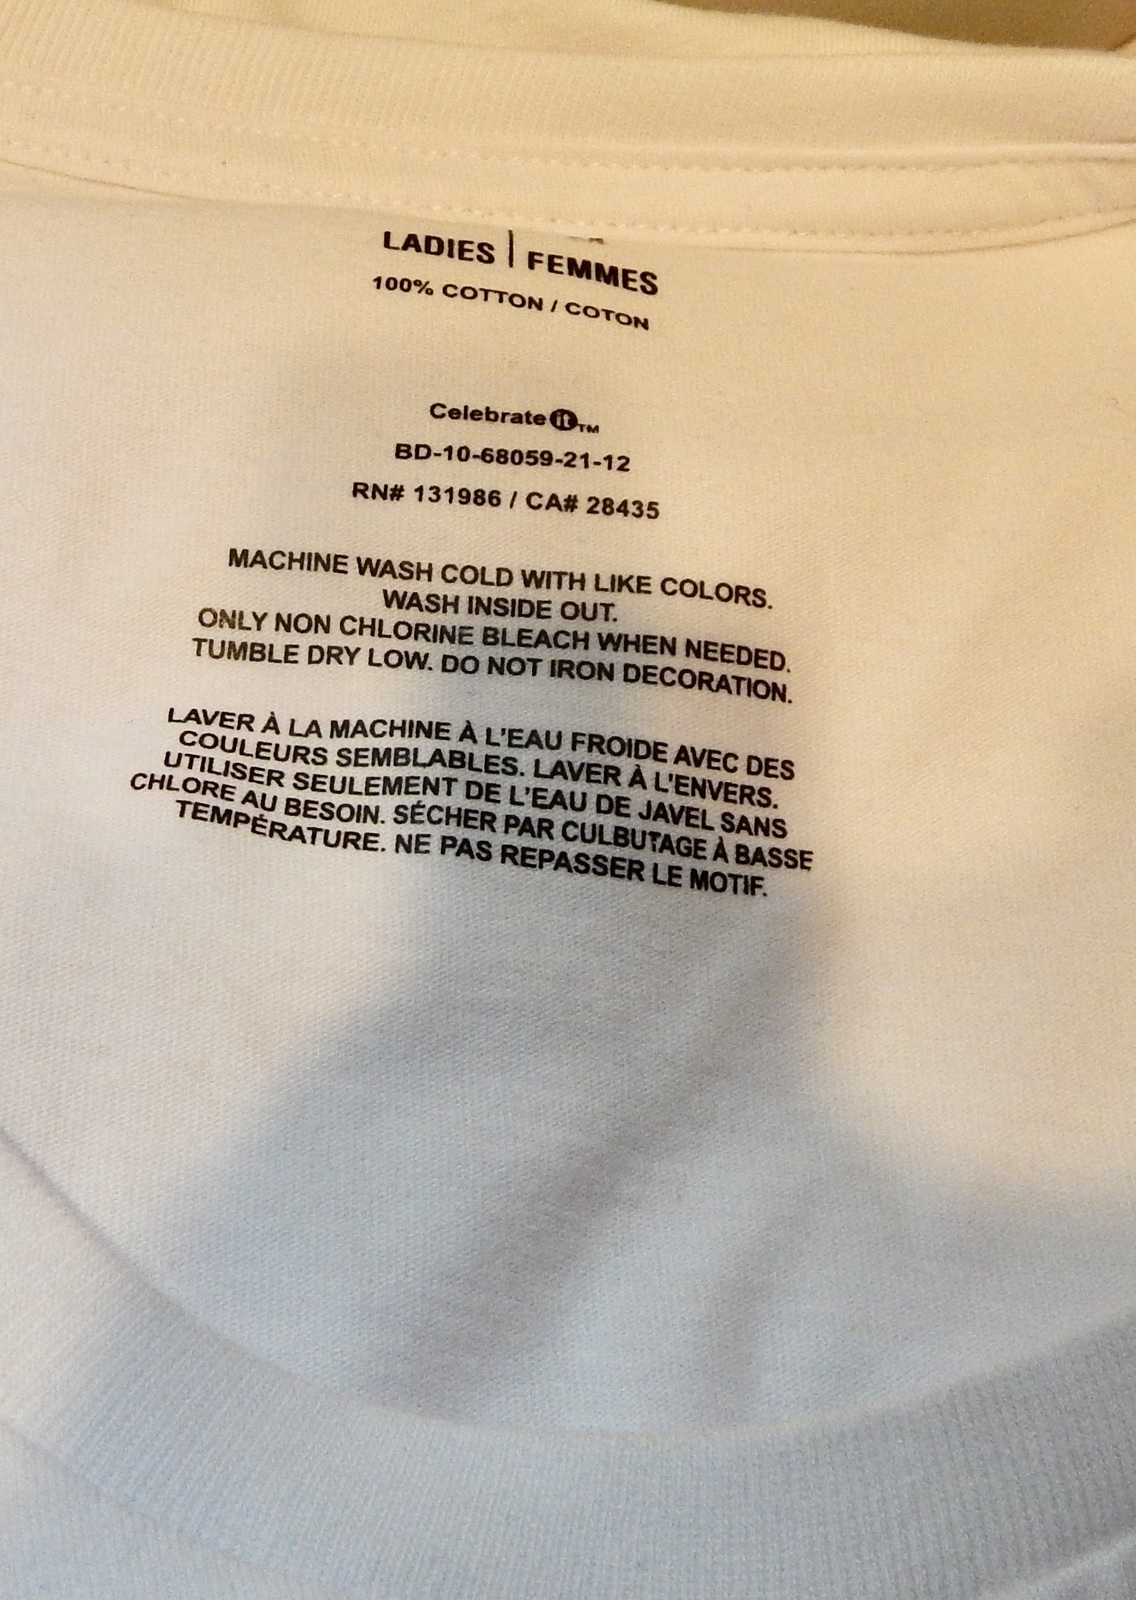 LADIES | FEMMES
100% COTTON / COTON
Celebrate it™
BD-10-68059-21-12
RN# 131986 / CA# 28435
MACHINE WASH COLD WITH LIKE COLORS.
WASH INSIDE OUT.
ONLY NON CHLORINE BLEACH WHEN NEEDED.
TUMBLE DRY LOW. DO NOT IRON DECORATION.
LAVER À LA MACHINE À L'EAU FROIDE AVEC DES
COULEURS SEMBLABLES. LAVER À L'ENVERS.
UTILISER SEULEMENT DE L'EAU DE JAVEL SANS
CHLORE AU BESOIN. SÉCHER PAR CULBUTAGE À BASSE
TEMPÉRATURE. NE PAS REPASSER LE MOTIF.